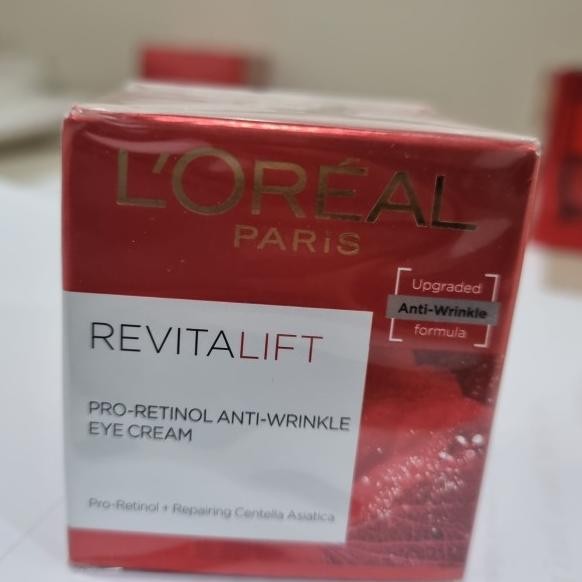 L'ORÉAL
PARiS
Upgraded
Anti-Wrinkle
formula
REVITALIFT
PRO-RETINOL ANTI-WRINKLE
EYE CREAM
Pro-Retinol + Repairing Centella Asiatica